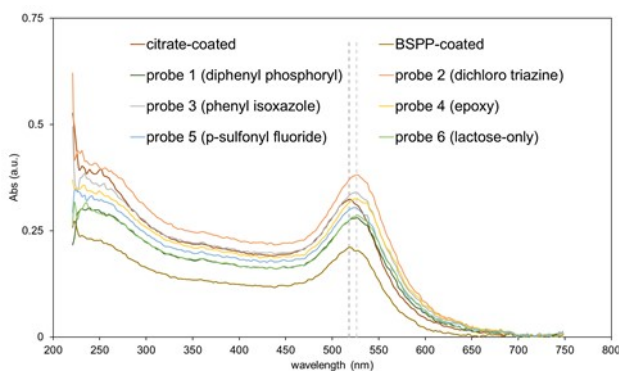 0.75
citrate-coated BSPP-coated
probe 1 (diphenyl phosphoryl) probe 2 (dichloro triazine)
probe 3 (phenyl isoxazole) probe 4 (epoxy)
0.5
probe 5 (p-sulfonyl fluoride) probe 6 (lactose-only)
Abs (a.u.)
0.25
0
200 250 300 350 400 450 500 550 600 650 700 750 800
wavelength (nm)